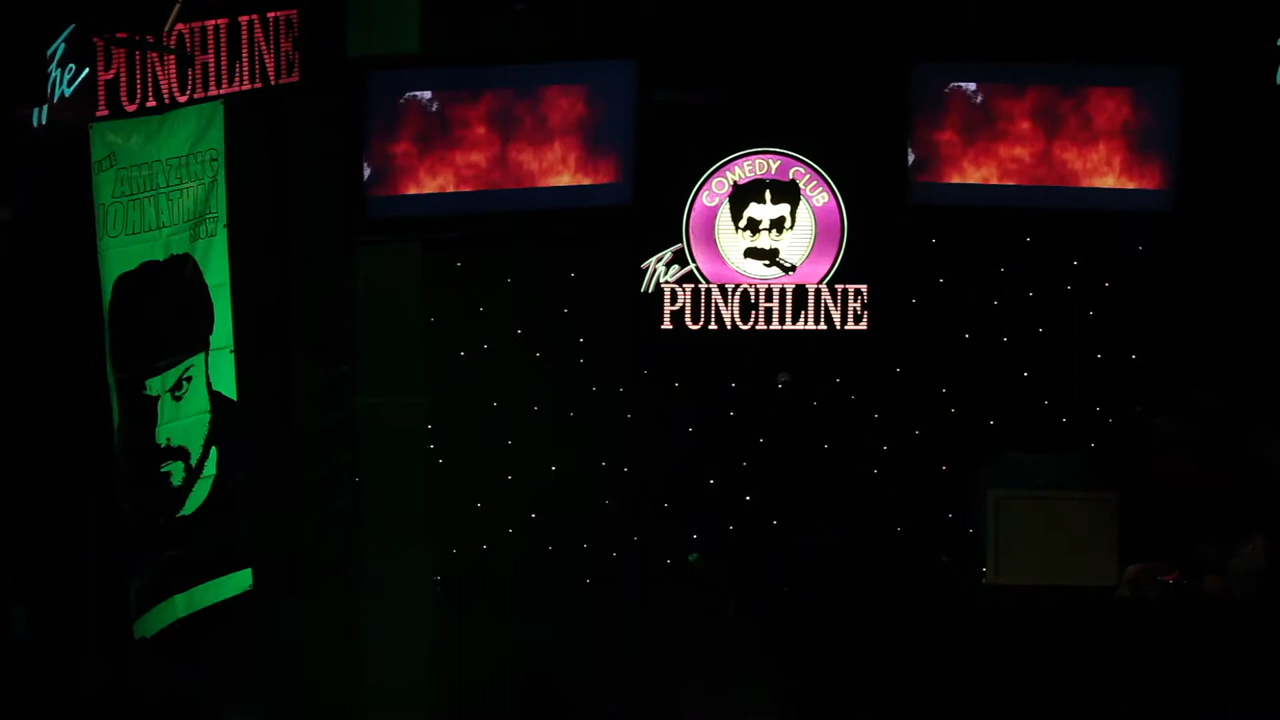 The PUNCHLINE
THE
AMAZING
JOHNATHAN
SHOW
COMEDY CLUB
The
PUNCHLINE